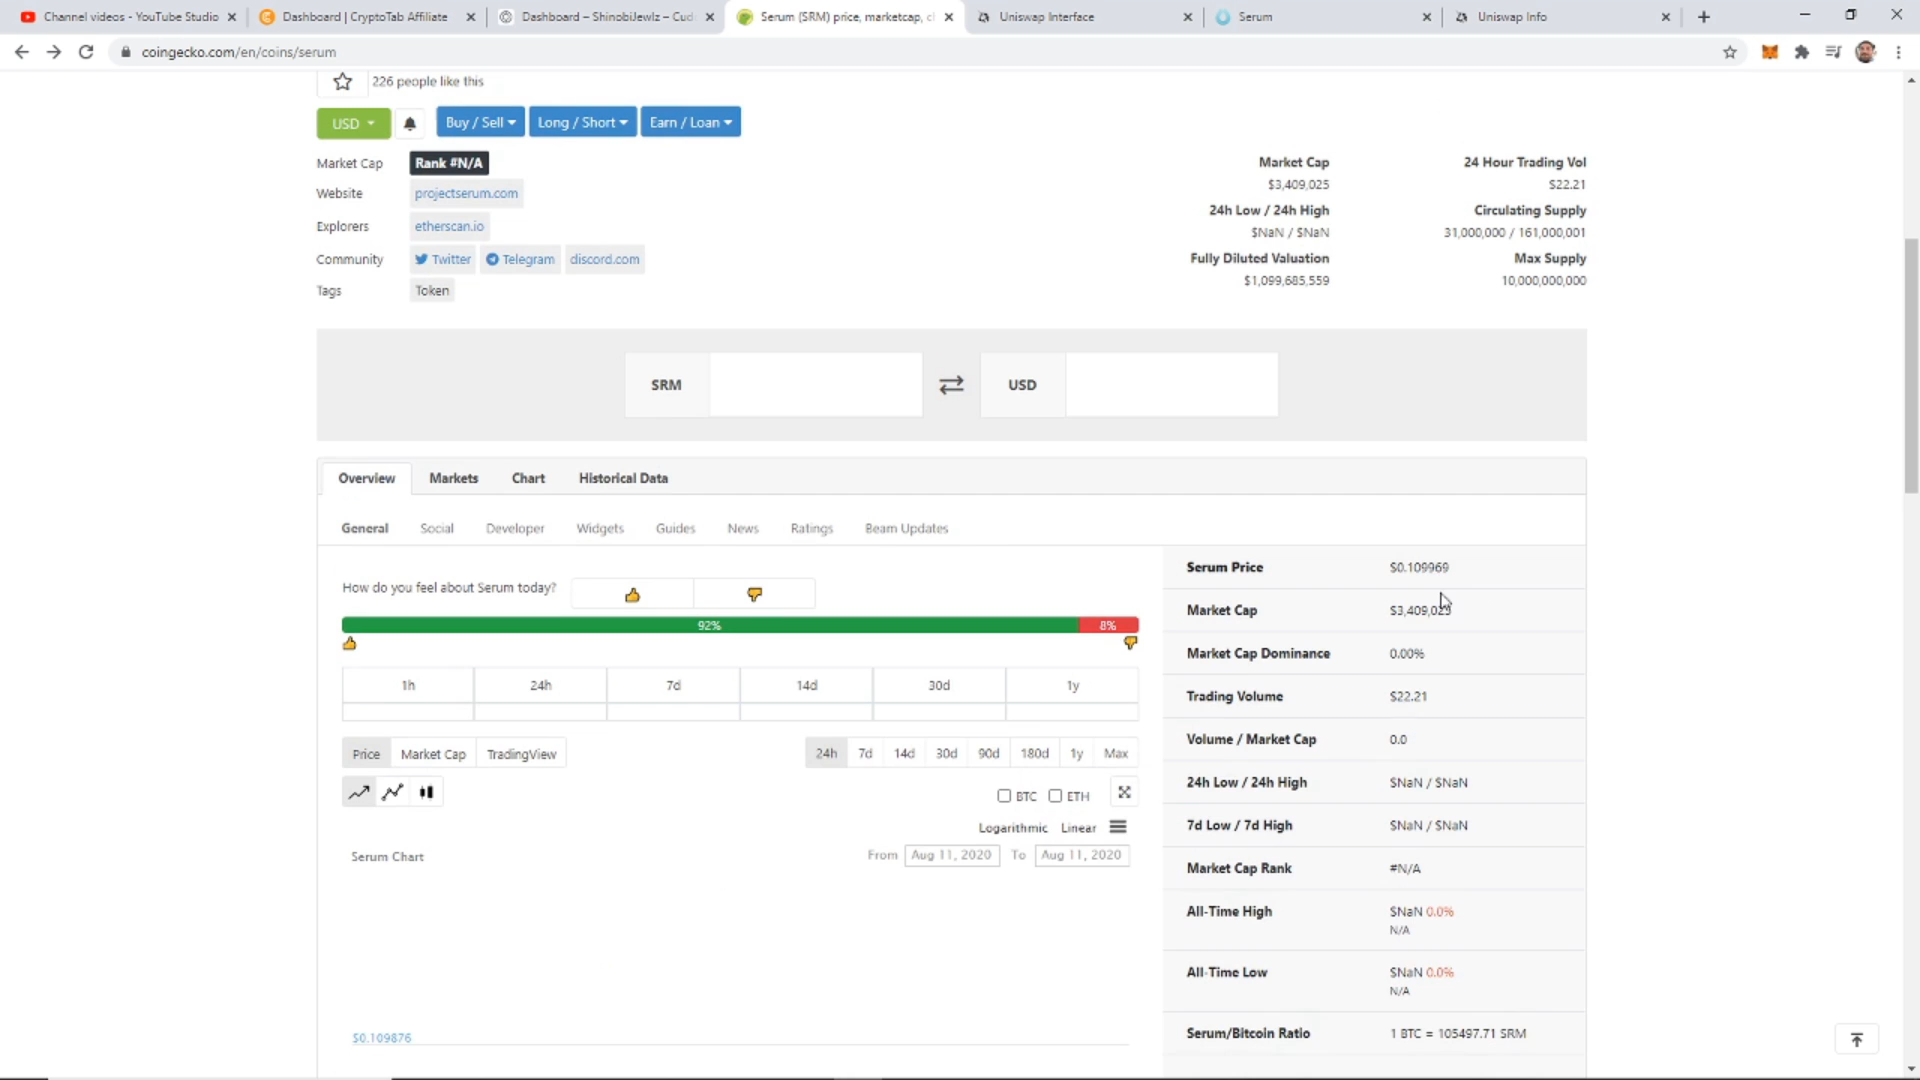 Channel videos - YouTube Studio
Dashboard | CryptoTab Affiliate
Dashboard – ShinobiJewlz – Cud
Serum (SRM) price, marketcap, c
Uniswap Interface
Serum
Uniswap Info
coingecko.com/en/coins/serum
226 people like this
USD
Buy / Sell
Long / Short
Earn / Loan
Market Cap Rank #N/A
Website projectserum.com
Explorers etherscan.io
Community Twitter Telegram discord.com
Tags Token
Market Cap
$3,409,025
24 Hour Trading Vol
$22.21
24h Low / 24h High
$NaN / $NaN
Circulating Supply
31,000,000 / 161,000,001
Fully Diluted Valuation
$1,099,685,559
Max Supply
10,000,000,000
SRM
USD
Overview Markets Chart Historical Data
General Social Developer Widgets Guides News Ratings Beam Updates
How do you feel about Serum today?
92% 8%
1h 24h 7d 14d 30d 1y
Price Market Cap TradingView
24h 7d 14d 30d 90d 180d 1y Max
BTC ETH
Logarithmic Linear
Serum Chart
From Aug 11, 2020 To Aug 11, 2020
$0.109876
Serum Price $0.109969
Market Cap $3,409,025
Market Cap Dominance 0.00%
Trading Volume $22.21
Volume / Market Cap 0.0
24h Low / 24h High $NaN / $NaN
7d Low / 7d High $NaN / $NaN
Market Cap Rank #N/A
All-Time High $NaN 0.0%
N/A
All-Time Low $NaN 0.0%
N/A
Serum/Bitcoin Ratio 1 BTC = 105497.71 SRM